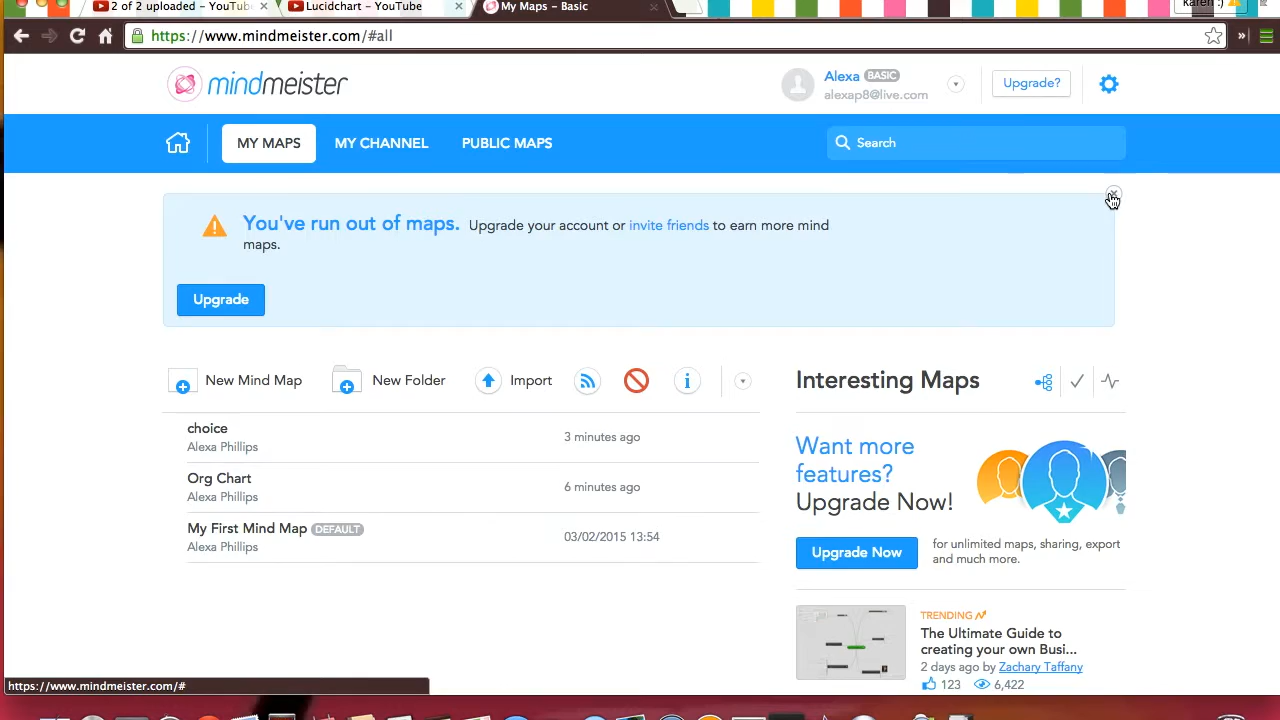 2 of 2 uploaded – YouTub
Lucidchart – YouTube
My Maps – Basic
karen :)
https://www.mindmeister.com/#all
mindmeister
Alexa BASIC
alexap8@live.com
Upgrade?
MY MAPS
MY CHANNEL
PUBLIC MAPS
Search
You've run out of maps. Upgrade your account or invite friends to earn more mind
maps.
Upgrade
New Mind Map
New Folder
Import
Interesting Maps
choice
Alexa Phillips
3 minutes ago
Org Chart
Alexa Phillips
6 minutes ago
My First Mind Map DEFAULT
Alexa Phillips
03/02/2015 13:54
Want more
features?
Upgrade Now!
Upgrade Now
for unlimited maps, sharing, export
and much more.
TRENDING
The Ultimate Guide to
creating your own Busi...
2 days ago by Zachary Taffany
123 6,422
https://www.mindmeister.com/#